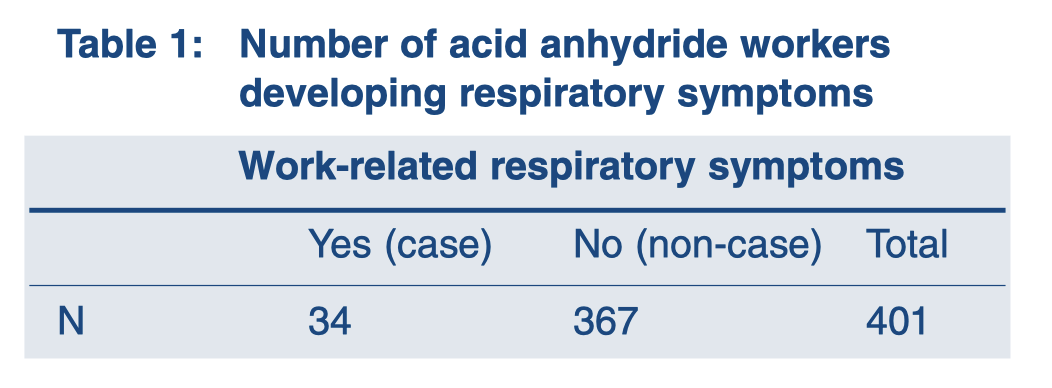 Table 1: Number of acid anhydride workers
developing respiratory symptoms
Work-related respiratory symptoms
Yes (case) No (non-case) Total
N 34 367 401